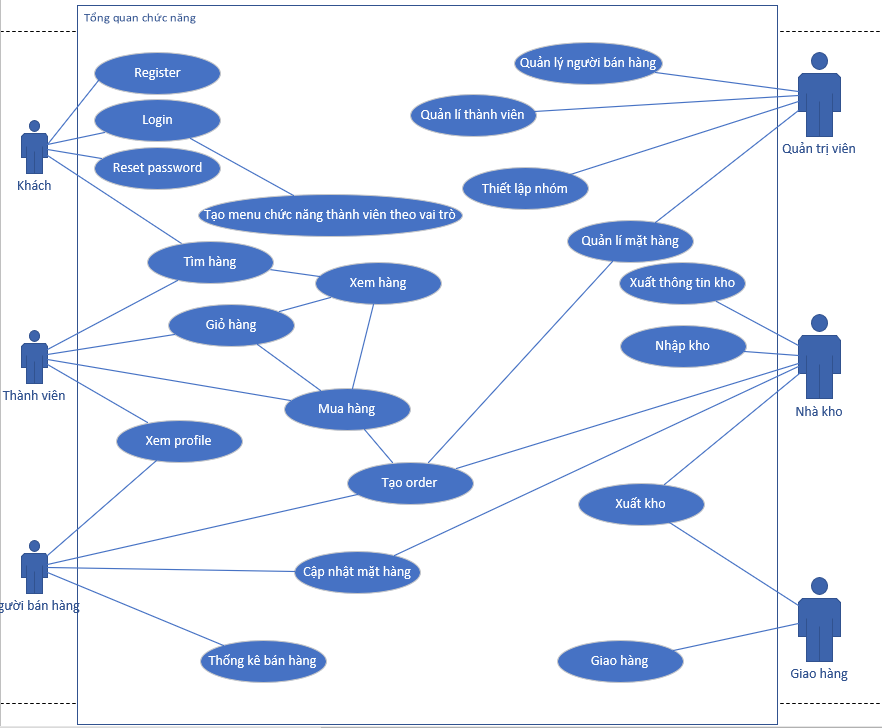 Tổng quan chức năng
Register
Quản lý người bán hàng
Login
Quản lí thành viên
Quản trị viên
Reset password
Khách
Thiết lập nhóm
Tạo menu chức năng thành viên theo vai trò
Quản lí mặt hàng
Tìm hàng
Xem hàng
Xuất thông tin kho
Giỏ hàng
Nhập kho
Thành viên
Mua hàng
Nhà kho
Xem profile
Tạo order
Xuất kho
Cập nhật mặt hàng
gười bán hàng
Thống kê bán hàng
Giao hàng
Giao hàng